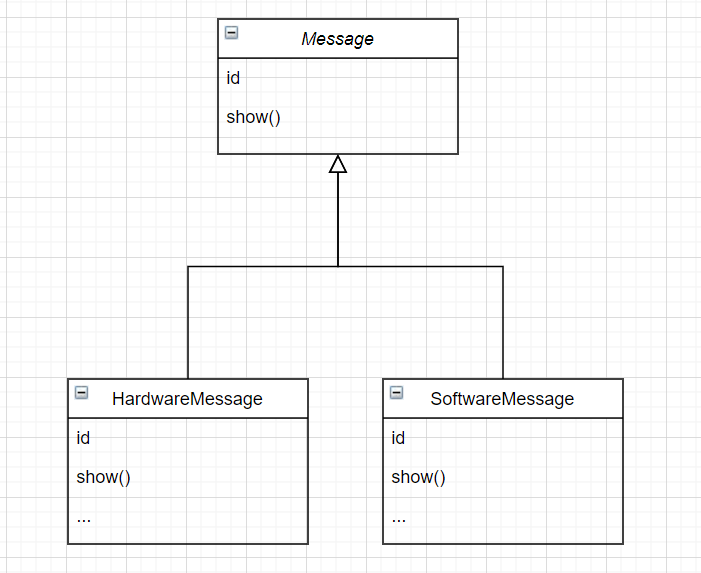 Message
id
show()
HardwareMessage
id
show()
...
SoftwareMessage
id
show()
...